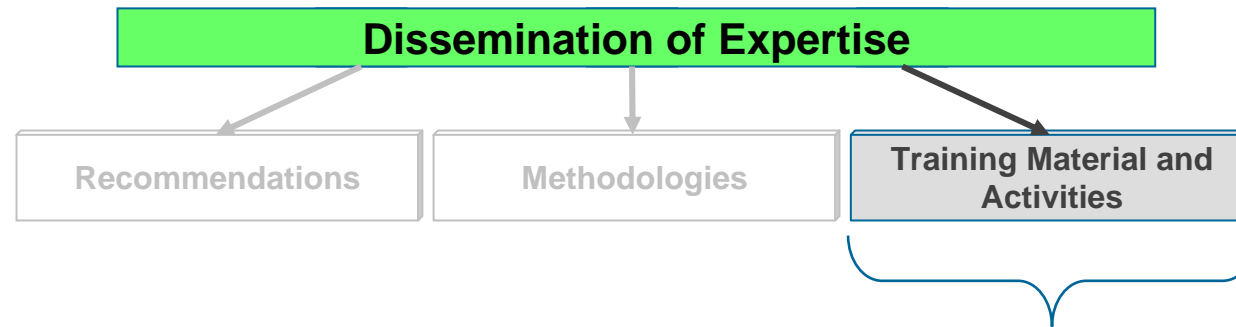 Dissemination of Expertise
Recommendations
Methodologies
Training Material and
Activities